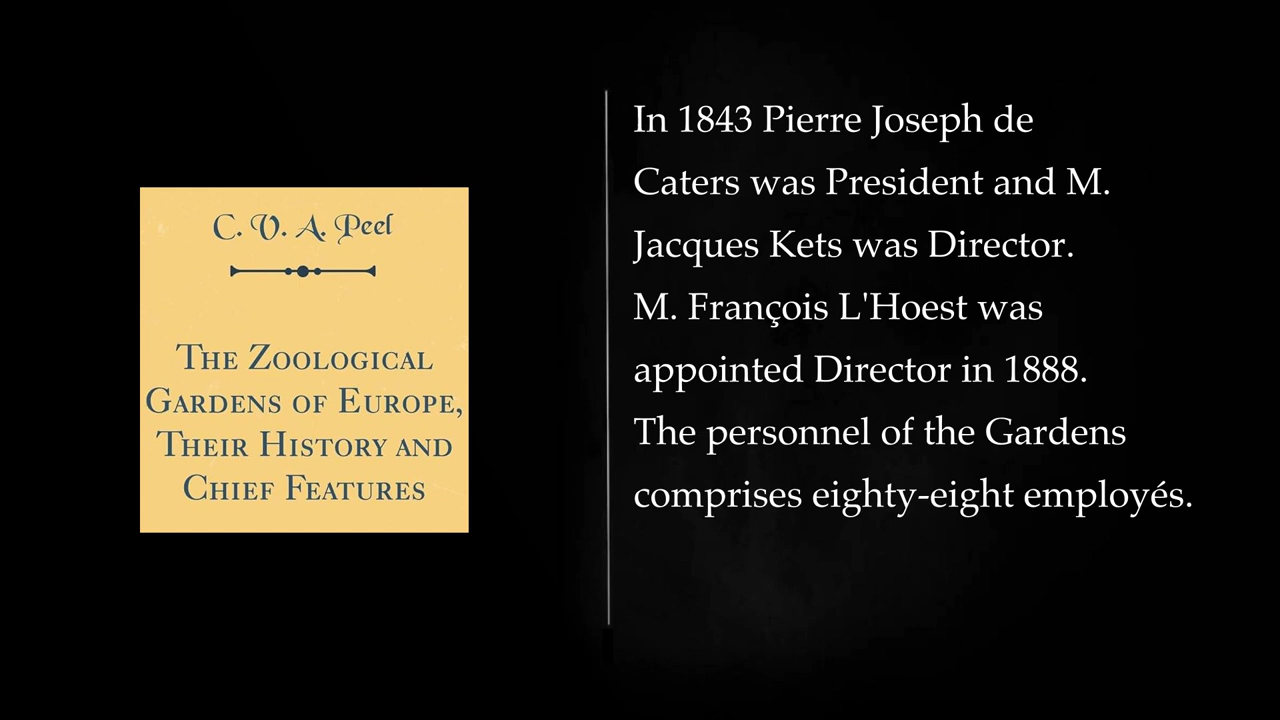 C. V. A. Peel
The Zoological
Gardens of Europe,
Their History and
Chief Features
In 1843 Pierre Joseph de
Caters was President and M.
Jacques Kets was Director.
M. François L'Hoest was
appointed Director in 1888.
The personnel of the Gardens
comprises eighty-eight employés.